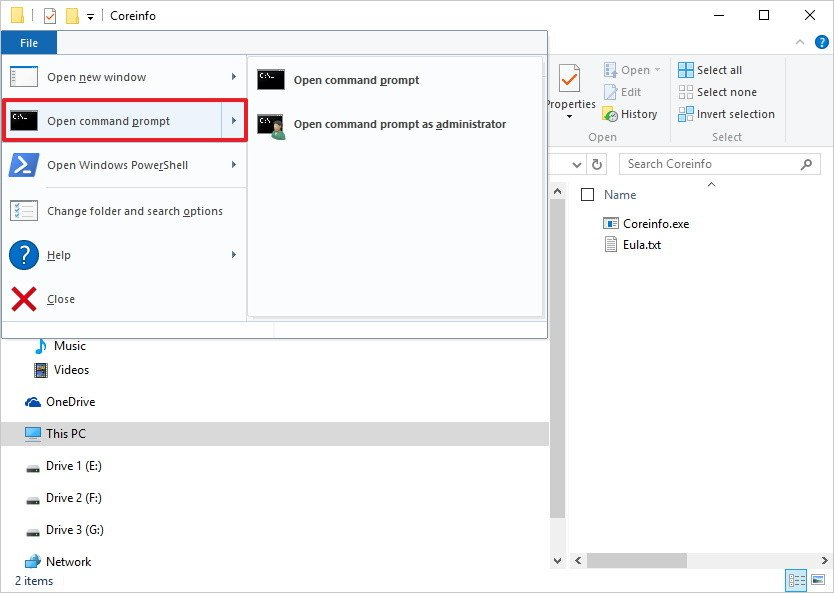 Coreinfo
File
Open new window
Open command prompt
Open Windows PowerShell
Change folder and search options
Help
Close
Open command prompt
Open command prompt as administrator
Properties
Open
Edit
History
Open
Select all
Select none
Invert selection
Select
Search Coreinfo
Name
Coreinfo.exe
Eula.txt
Music
Videos
OneDrive
This PC
Drive 1 (E:)
Drive 2 (F:)
Drive 3 (G:)
Network
2 items